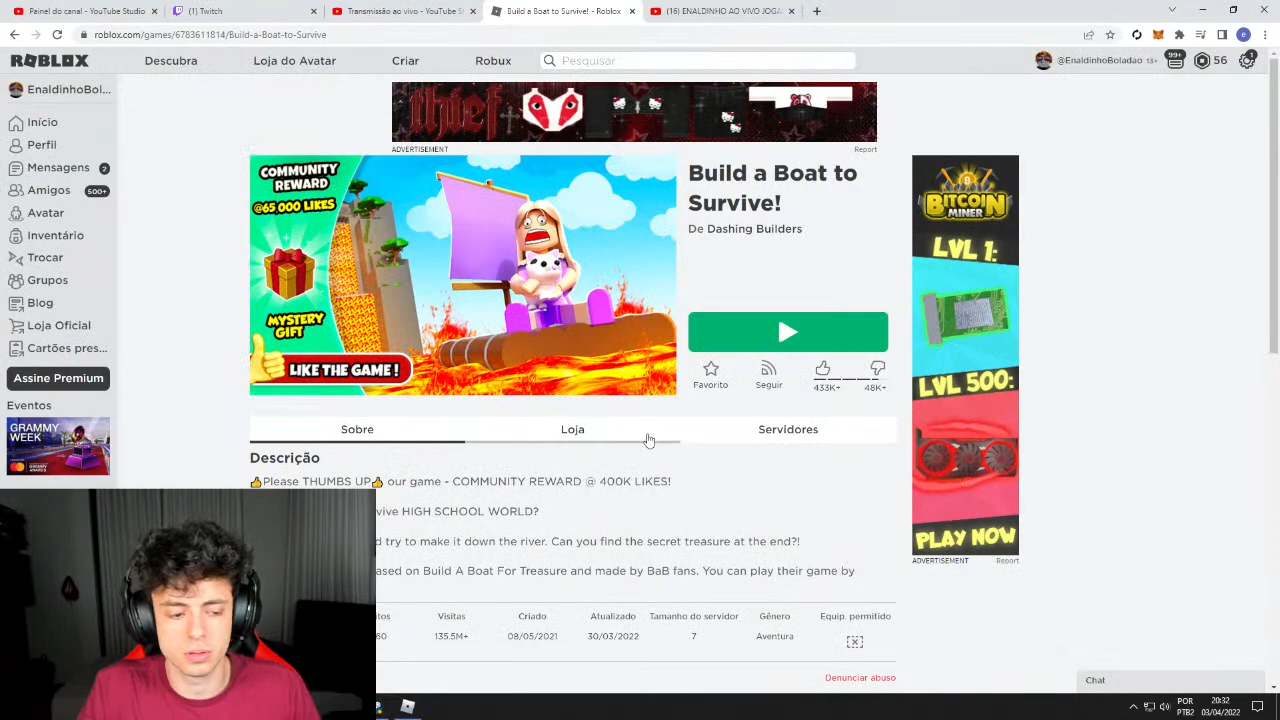 Painel do canal - YouTube Studio
Twitch
Transmissão ao vivo - YouTube S
Build a Boat to Survive! - Roblox
(16) ENALDINHO AO VIVO JOGA
roblox.com/games/6783611814/Build-a-Boat-to-Survive
ROBLOX
Descubra
Loja do Avatar
Criar
Robux
Pesquisar
@EnaldinhoBoladao 13+
99+
56
1
EnaldinhoBol...
Início
Perfil
Mensagens 2
Amigos 500+
Avatar
Inventário
Trocar
Grupos
Blog
Loja Oficial
Cartões pres...
Assine Premium
Eventos
GRAMMY
WEEK
thief
ADVERTISEMENT
Report
COMMUNITY
REWARD
@65.000 LIKES
MYSTERY
GIFT
LIKE THE GAME!
Build a Boat to
Survive!
De Dashing Builders
Favorito
Seguir
433K+
48K+
BITCOIN
MINER
LVL 1:
LVL 500:
PLAY NOW
ADVERTISEMENT
Report
Sobre
Loja
Servidores
Descrição
👍Please THUMBS UP👍 our game - COMMUNITY REWARD @ 400K LIKES!
vive HIGH SCHOOL WORLD?
d try to make it down the river. Can you find the secret treasure at the end?!
ased on Build A Boat For Treasure and made by BaB fans. You can play their game by
itos
Visitas
Criado
Atualizado
Tamanho do servidor
Gênero
Equip. permitido
60
135.5M+
08/05/2021
30/03/2022
7
Aventura
Denunciar abuso
Chat
POR
PTB2
20:32
03/04/2022